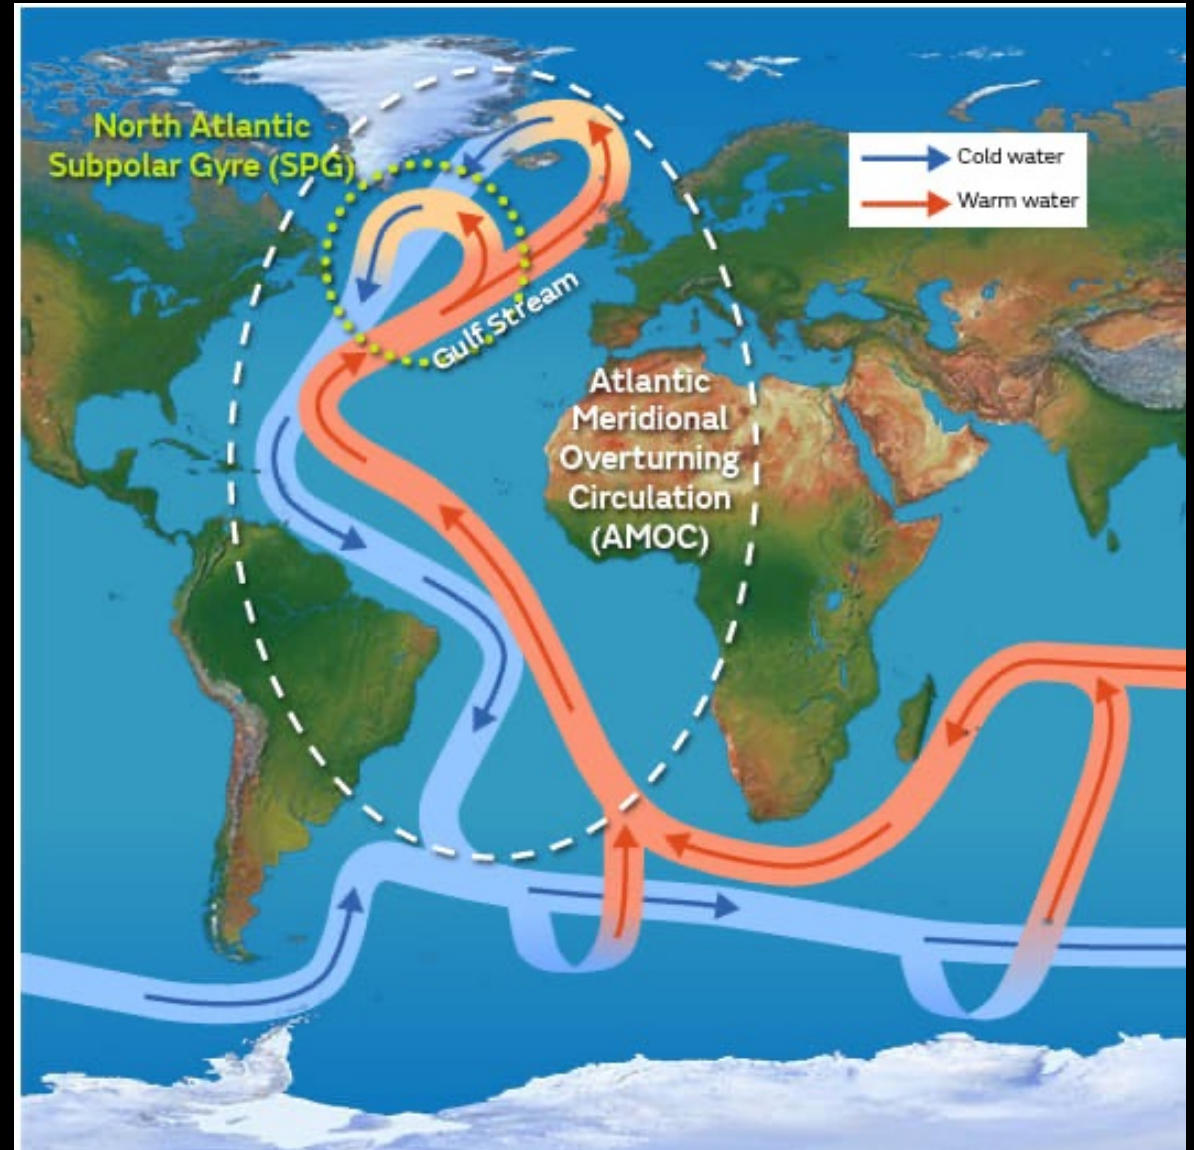 North Atlantic
Subpolar Gyre (SPG)
Cold water
Warm water
Gulf Stream
Atlantic
Meridional
Overturning
Circulation
(AMOC)